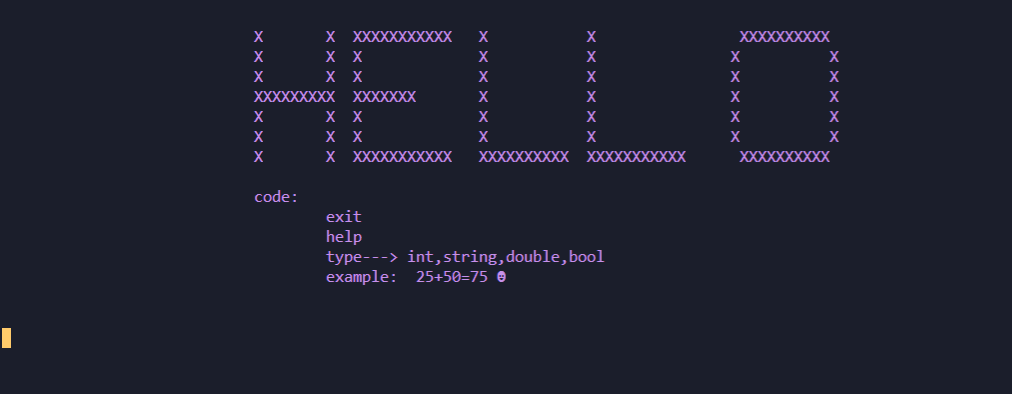 X       X  XXXXXXXXXXX   X           X                XXXXXXXXXX
X       X  X             X           X               X          X
X       X  X             X           X               X          X
XXXXXXXXX  XXXXXXX       X           X               X          X
X       X  X             X           X               X          X
X       X  X             X           X               X          X
X       X  XXXXXXXXXXX   XXXXXXXXXX  XXXXXXXXXXX      XXXXXXXXXX
code:
exit
help
type---> int,string,double,bool
example:  25+50=75 ☻